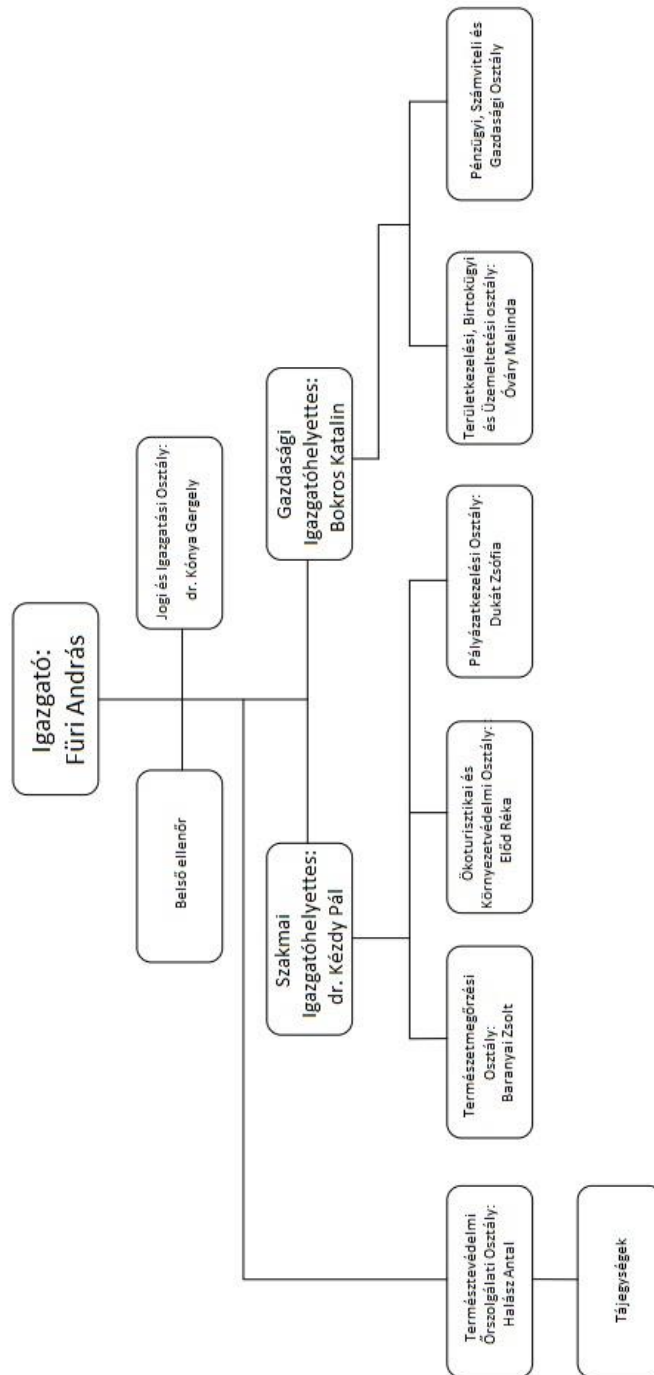 Igazgató:
Füri András
Belső ellenőr
Jogi és Igazgatási Osztály:
dr. Kónya Gergely
Szakmai
Igazgatóhelyettes:
dr. Kézdy Pál
Gazdasági
Igazgatóhelyettes:
Bokros Katalin
Természtevédelmi
Őrszolgálati Osztály:
Halász Antal
Természetmegőrzési
Osztály:
Baranyai Zsolt
Ökoturisztikai és
Környezetvédelmi Osztály: :
Előd Réka
Pályázatkezelési Osztály:
Dukát Zsófia
Területkezelési, Birtokügyi
és Üzemeltetési osztály:
Óváry Melinda
Pénzügyi, Számviteli és
Gazdasági Osztály
Tájegységek